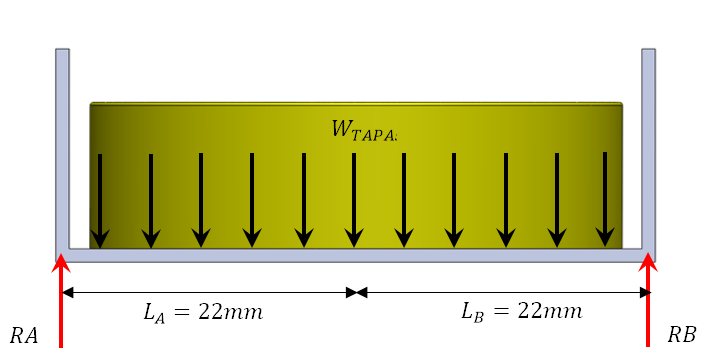 W_TAPA:
L_A = 22mm
L_B = 22mm
RA
RB